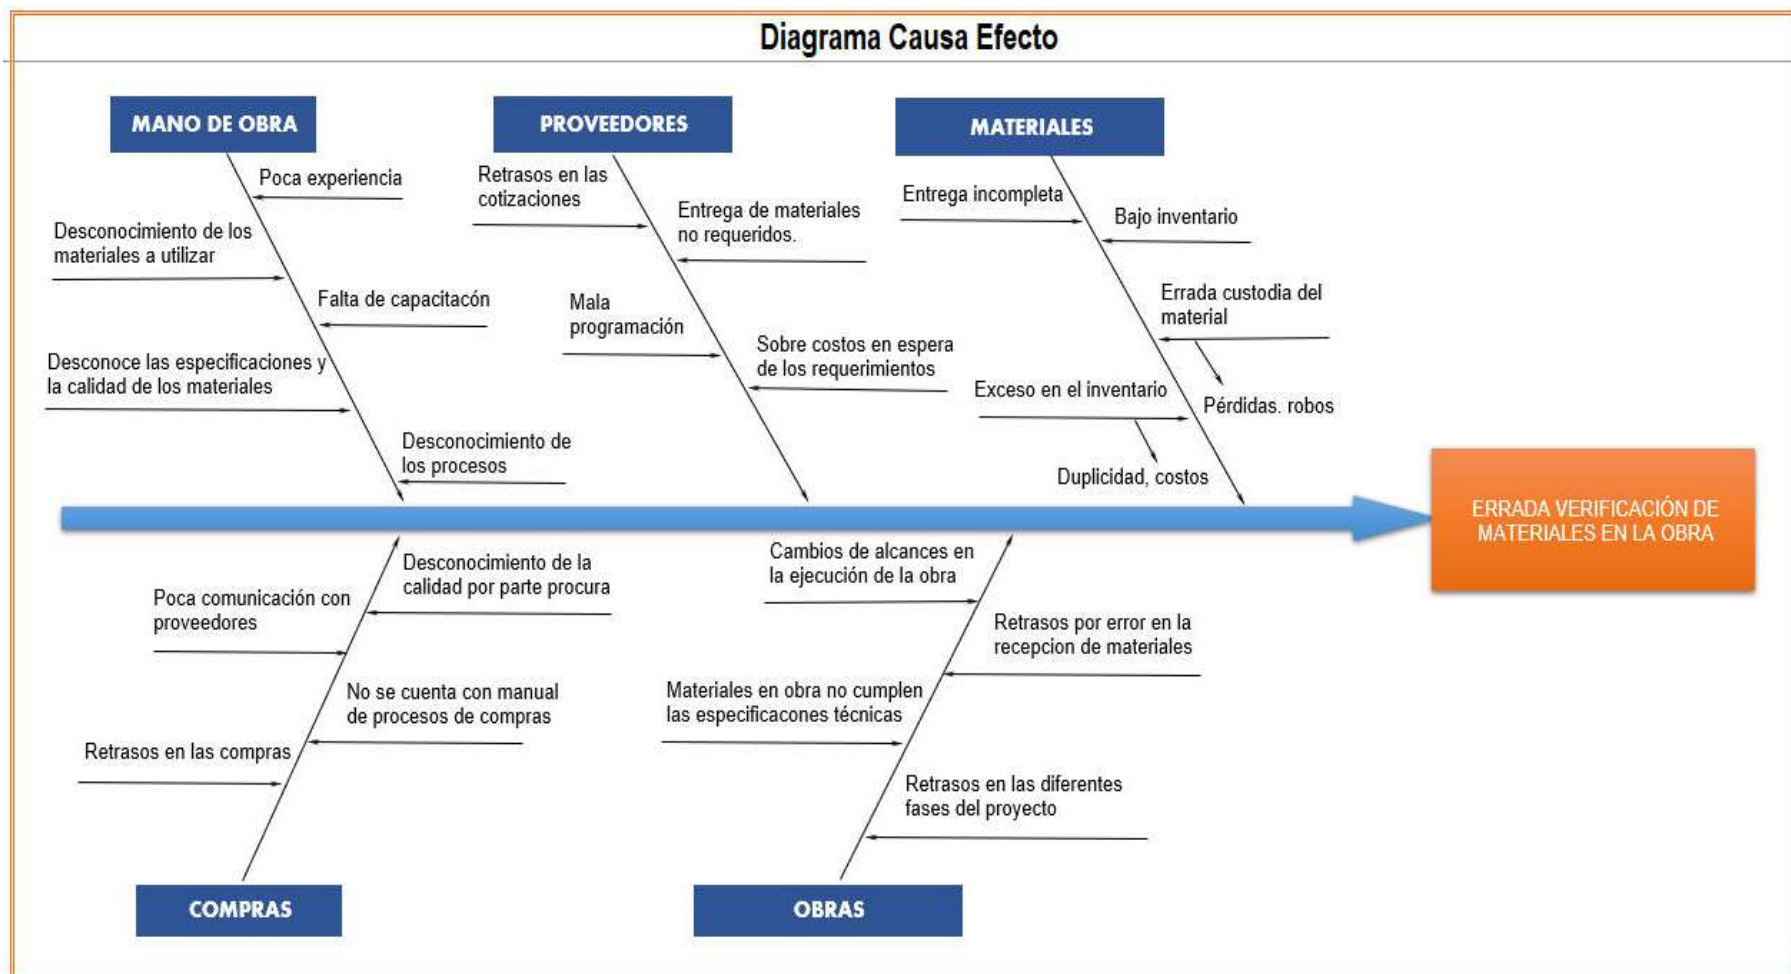 Diagrama Causa Efecto
MANO DE OBRA
Poca experiencia
Desconocimiento de los
materiales a utilizar
Falta de capacitacón
Desconoce las especificaciones y
la calidad de los materiales
Desconocimiento de
los procesos
PROVEEDORES
Retrasos en las
cotizaciones
Entrega de materiales
no requeridos.
Mala
programación
Sobre costos en espera
de los requerimientos
MATERIALES
Entrega incompleta
Bajo inventario
Errada custodia del
material
Pérdidas. robos
Exceso en el inventario
Duplicidad, costos
ERRADA VERIFICACIÓN DE
MATERIALES EN LA OBRA
Desconocimiento de la
calidad por parte procura
Poca comunicación con
proveedores
No se cuenta con manual
de procesos de compras
Retrasos en las compras
COMPRAS
Cambios de alcances en
la ejecución de la obra
Retrasos por error en la
recepcion de materiales
Materiales en obra no cumplen
las especificacones técnicas
Retrasos en las diferentes
fases del proyecto
OBRAS